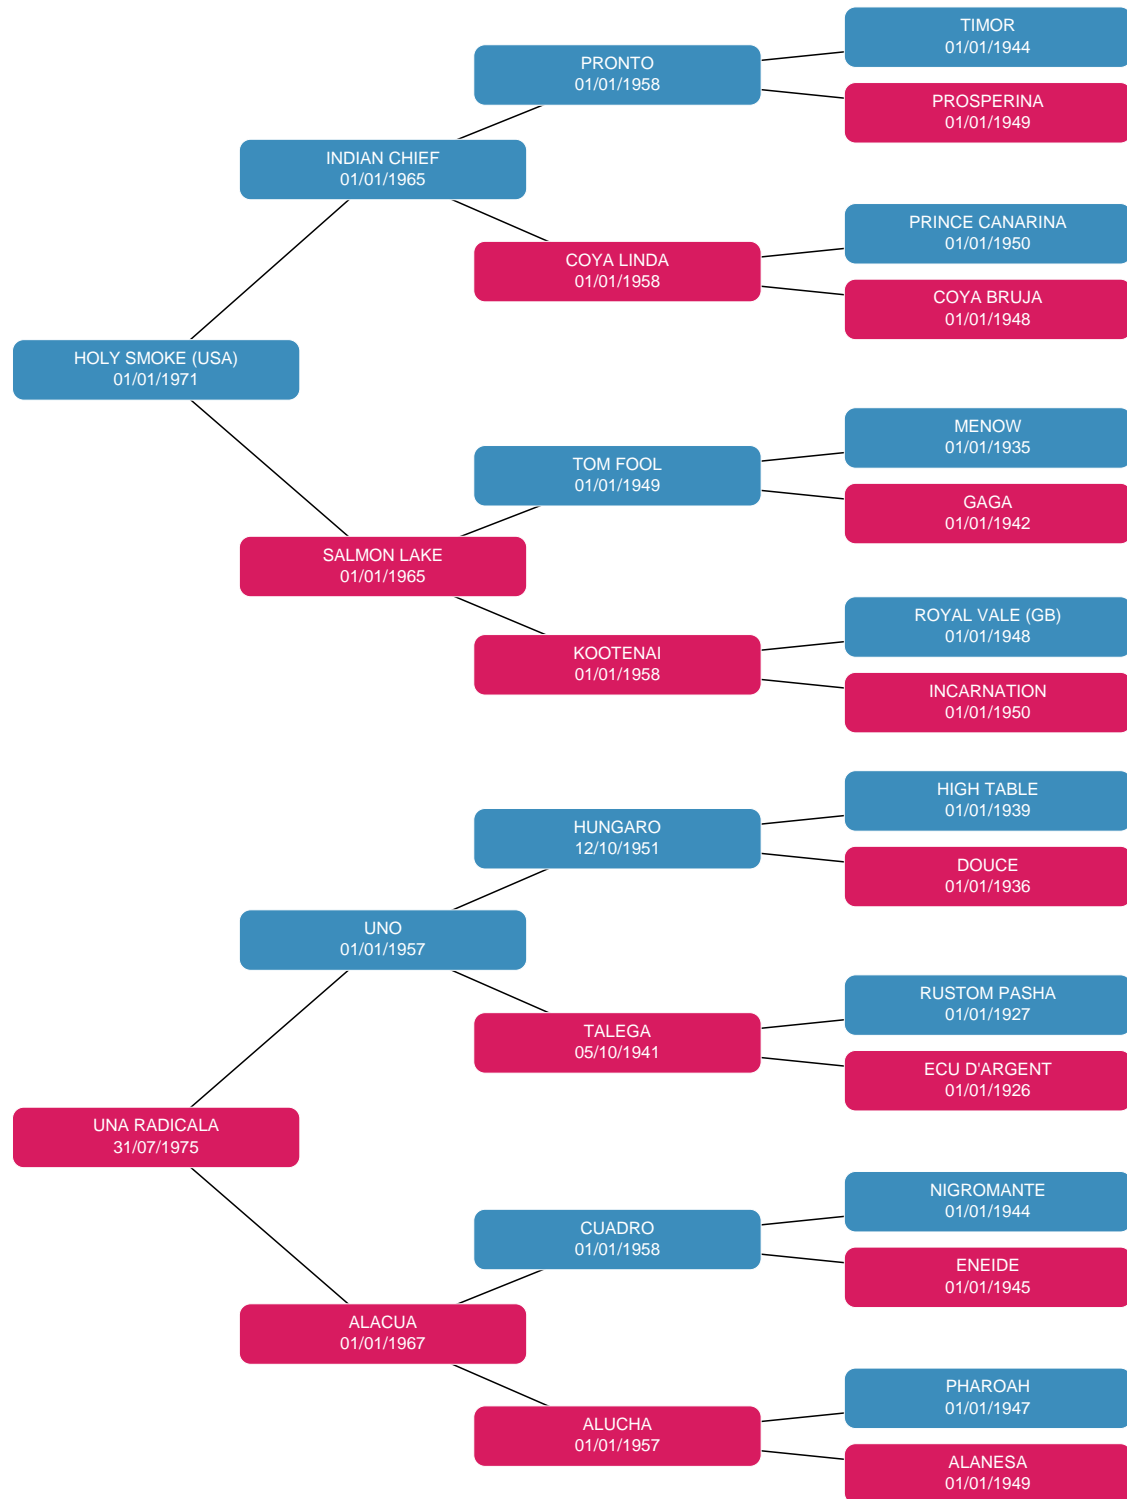 TIMOR
01/01/1944
PRONTO
01/01/1958
PROSPERINA
01/01/1949
INDIAN CHIEF
01/01/1965
PRINCE CANARINA
01/01/1950
COYA LINDA
01/01/1958
COYA BRUJA
01/01/1948
HOLY SMOKE (USA)
01/01/1971
MENOW
01/01/1935
TOM FOOL
01/01/1949
GAGA
01/01/1942
SALMON LAKE
01/01/1965
ROYAL VALE (GB)
01/01/1948
KOOTENAI
01/01/1958
INCARNATION
01/01/1950
HIGH TABLE
01/01/1939
HUNGARO
12/10/1951
DOUCE
01/01/1936
UNO
01/01/1957
RUSTOM PASHA
01/01/1927
TALEGA
05/10/1941
ECU D'ARGENT
01/01/1926
UNA RADICALA
31/07/1975
NIGROMANTE
01/01/1944
CUADRO
01/01/1958
ENEIDE
01/01/1945
ALACUA
01/01/1967
PHAROAH
01/01/1947
ALUCHA
01/01/1957
ALANESA
01/01/1949